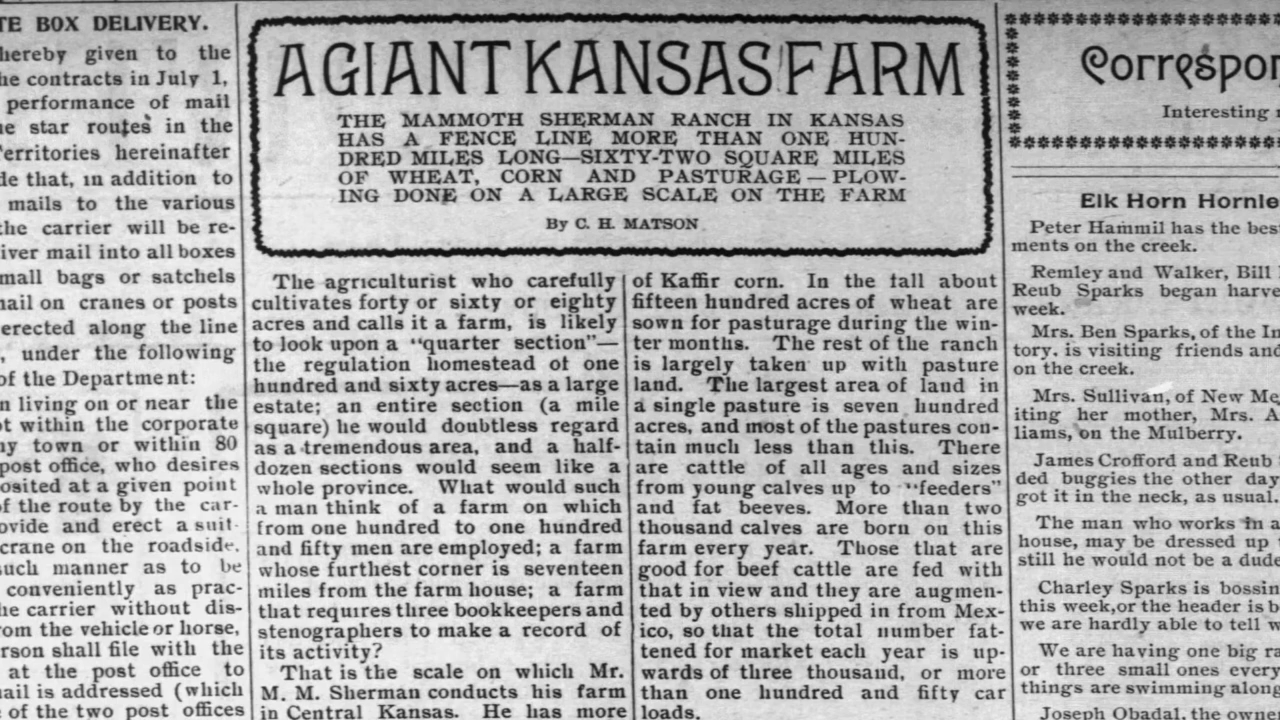 TE BOX DELIVERY.
hereby given to the
he contracts in July 1,
performance of mail
he star routes in the
Territories hereinafter
de that, in addition to
mails to the various
the carrier will be re-
iver mail into all boxes
small bags or satchels
mail on cranes or posts
erected along the line
, under the following
of the Department:
n living on or near the
ot within the corporate
ny town or within 80
post office, who desires
osited at a given point
of the route by the car-
ovide and erect a suit-
crane on the roadside.
such manner as to be
conveniently as prac-
he carrier without dis-
rom the vehicle or horse,
erson shall file with the
at the post office to
mail is addressed (which
e of the two post offices
A GIANT KANSAS FARM
THE MAMMOTH SHERMAN RANCH IN KANSAS
HAS A FENCE LINE MORE THAN ONE HUN-
DRED MILES LONG—SIXTY-TWO SQUARE MILES
OF WHEAT, CORN AND PASTURAGE — PLOW-
ING DONE ON A LARGE SCALE ON THE FARM
By C. H. MATSON
The agriculturist who carefully
cultivates forty or sixty or eighty
acres and calls it a farm, is likely
to look upon a "quarter section"—
the regulation homestead of one
hundred and sixty acres—as a large
estate; an entire section (a mile
square) he would doubtless regard
as a tremendous area, and a half-
dozen sections would seem like a
whole province. What would such
a man think of a farm on which
from one hundred to one hundred
and fifty men are employed; a farm
whose furthest corner is seventeen
miles from the farm house; a farm
that requires three bookkeepers and
stenographers to make a record of
its activity?
That is the scale on which Mr.
M. M. Sherman conducts his farm
in Central Kansas. He has more
of Kaffir corn. In the fall about
fifteen hundred acres of wheat are
sown for pasturage during the win-
ter months. The rest of the ranch
is largely taken up with pasture
land. The largest area of land in
a single pasture is seven hundred
acres, and most of the pastures con-
tain much less than this. There
are cattle of all ages and sizes
from young calves up to "feeders"
and fat beeves. More than two
thousand calves are born on this
farm every year. Those that are
good for beef cattle are fed with
that in view and they are augmen-
ted by others shipped in from Mex-
ico, so that the total number fat-
tened for market each year is up-
wards of three thousand, or more
than one hundred and fifty car
loads.
Correspon
Interesting
Elk Horn Hornle
Peter Hammil has the best
ments on the creek.
Remley and Walker, Bill
Reub Sparks began harve
week.
Mrs. Ben Sparks, of the In
tory. is visiting friends and
on the creek.
Mrs. Sullivan, of New Me
iting her mother, Mrs. A
liams, on the Mulberry.
James Crofford and Reub
ded buggies the other day
got it in the neck, as usual.
The man who works in a
house, may be dressed up
still he would not be a dude
Charley Sparks is bossin
this week,or the header is b
we are hardly able to tell w
We are having one big ra
or three small ones every
things are swimming along
Joseph Obadal, the owner